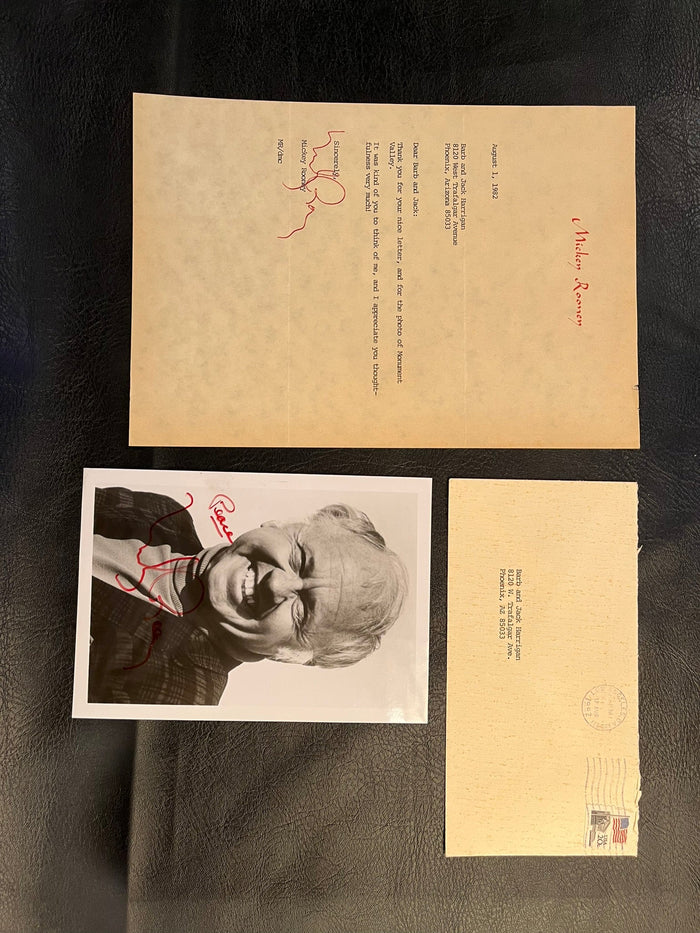 Mickey Rooney
August 1, 1982
Barb and Jack Harrigan
8120 West Trafalgar Avenue
Phoenix, Arizona 85033
Dear Barb and Jack:
Thank you for your nice letter, and for the photo of Monument
Valley.
It was kind of you to think of me, and I appreciate you thought-
fulness very much!
Sincerely,
Mickey Rooney
MR/dmc
Peace
Barb and Jack Harrigan
8120 W. Trafalgar Ave.
Phoenix, AZ 85033
USA
20c